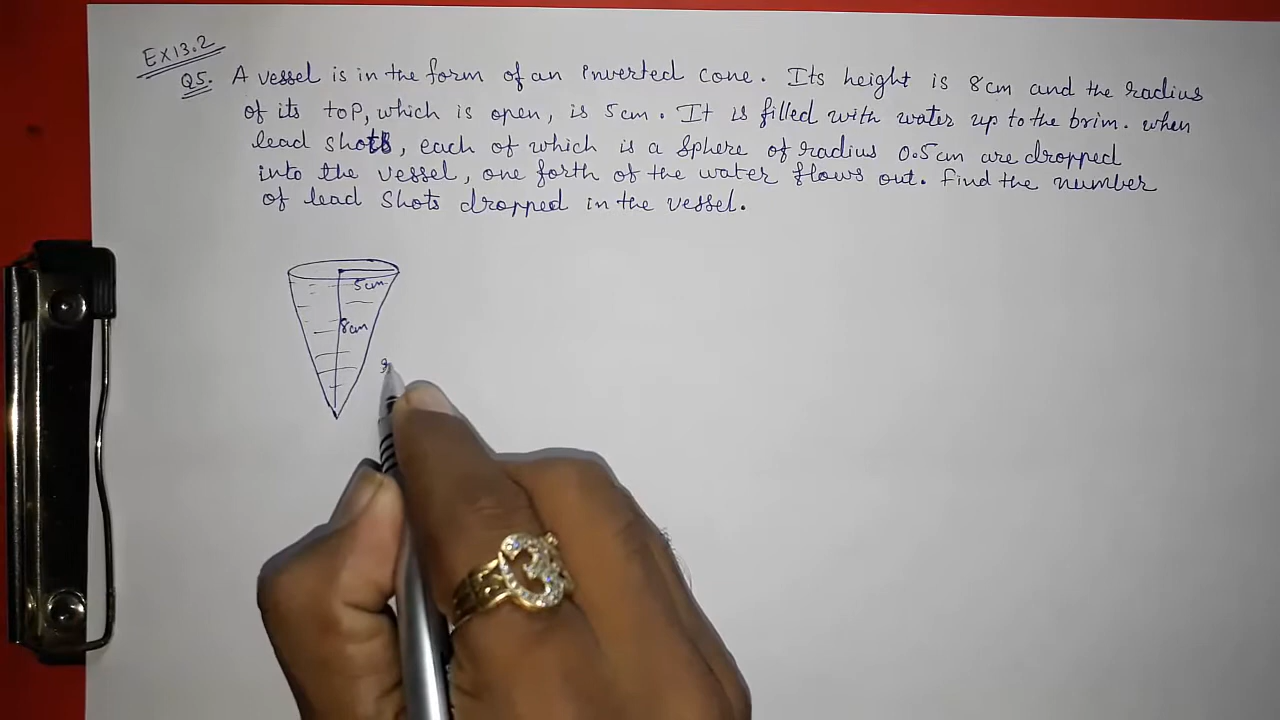 Ex13.2
Q5. A vessel is in the form of an inverted cone. Its height is 8cm and the radius
of its top, which is open, is 5cm. It is filled with water up to the brim. When
lead shots, each of which is a sphere of radius 0.5cm are dropped
into the vessel, one forth of the water flows out. Find the number
of lead shots dropped in the vessel.
5cm
8cm